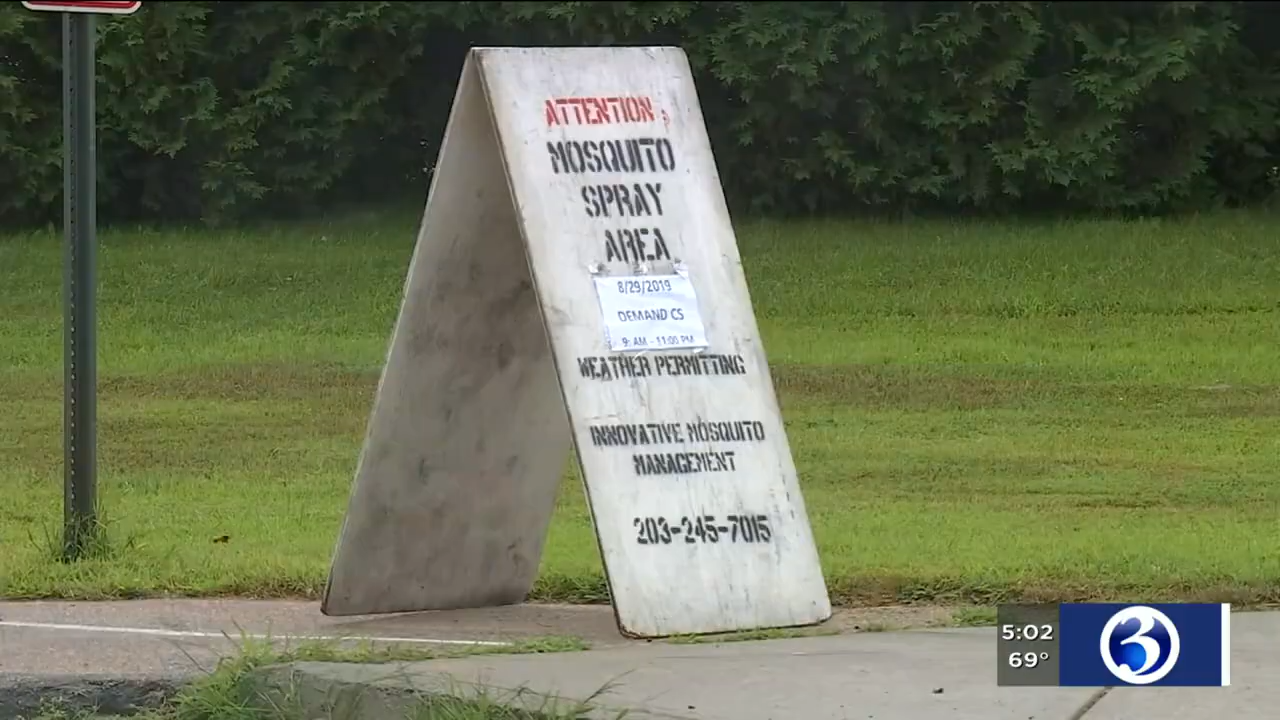 ATTENTION :
MOSQUITO
SPRAY
AREA
8/29/2019
DEMAND CS
9: AM - 11:00 PM
WEATHER PERMITTING
INNOVATIVE MOSQUITO
MANAGEMENT
203-245-7015
5:02
69°
3